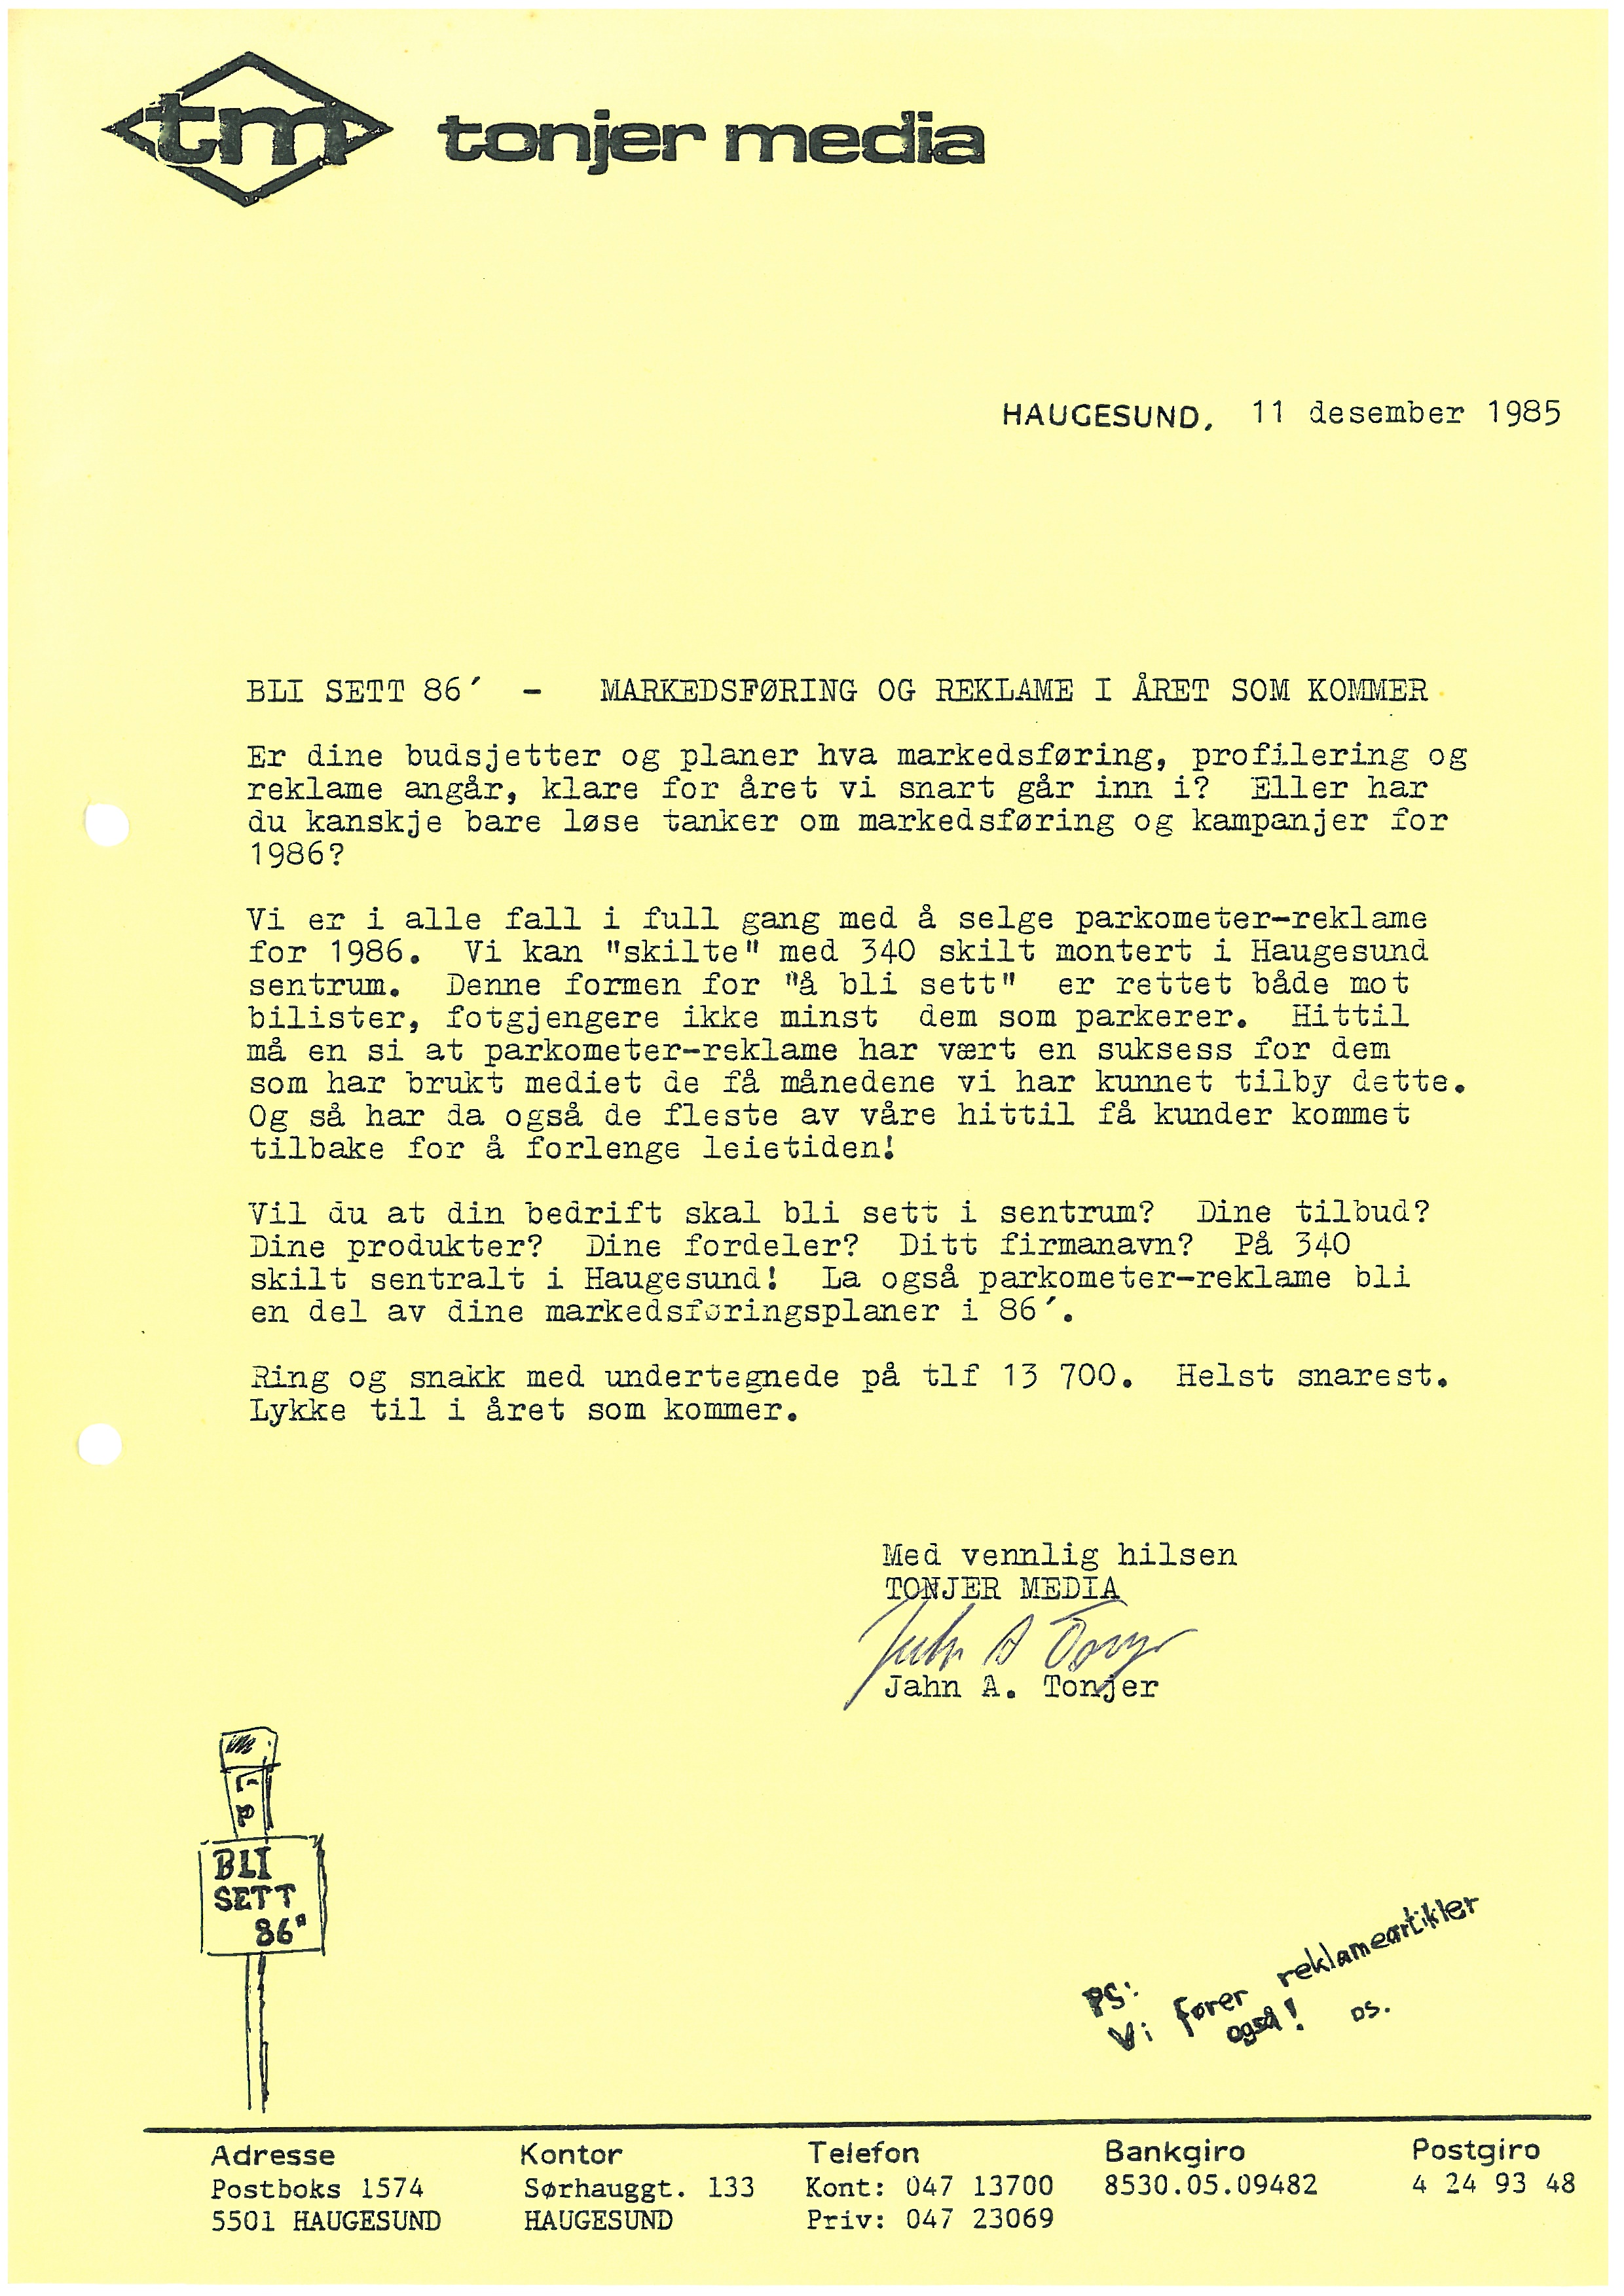 tm tonjer media
HAUGESUND, 11 desember 1985
BLI SETT 86´ - MARKEDSFØRING OG REKLAME I ÅRET SOM KOMMER
Er dine budsjetter og planer hva markedsføring, profilering og
reklame angår, klare for året vi snart går inn i? Eller har
du kanskje bare løse tanker om markedsføring og kampanjer for
1986?
Vi er i alle fall i full gang med å selge parkometer-reklame
for 1986. Vi kan "skilte" med 340 skilt montert i Haugesund
sentrum. Denne formen for "å bli sett" er rettet både mot
bilister, fotgjengere ikke minst dem som parkerer. Hittil
må en si at parkometer-reklame har vært en suksess for dem
som har brukt mediet de få månedene vi har kunnet tilby dette.
Og så har da også de fleste av våre hittil få kunder kommet
tilbake for å forlenge leietiden!
Vil du at din bedrift skal bli sett i sentrum? Dine tilbud?
Dine produkter? Dine fordeler? Ditt firmanavn? På 340
skilt sentralt i Haugesund! La også parkometer-reklame bli
en del av dine markedsføringsplaner i 86´.
Ring og snakk med undertegnede på tlf 13 700. Helst snarest.
Lykke til i året som kommer.
Med vennlig hilsen
TONJER MEDIA
Jahn A Tonjer
Jahn A. Tonjer
BLI
SETT
86"
PS:
Vi fører reklameartikler
også! DS.
Adresse Kontor Telefon Bankgiro Postgiro
Postboks 1574 Sørhauggt. 133 Kont: 047 13700 8530.05.09482 4 24 93 48
5501 HAUGESUND HAUGESUND Priv: 047 23069